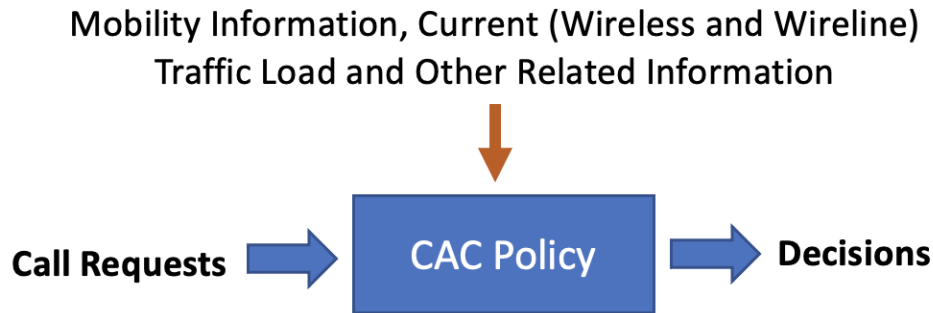 Mobility Information, Current (Wireless and Wireline)
Traffic Load and Other Related Information
Call Requests
CAC Policy
Decisions